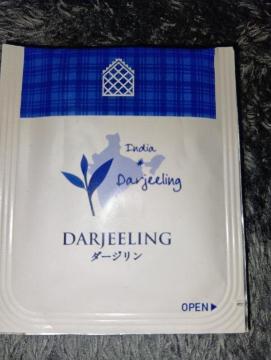 India
Darjeeling
DARJEELING
ダージリン
OPEN▶